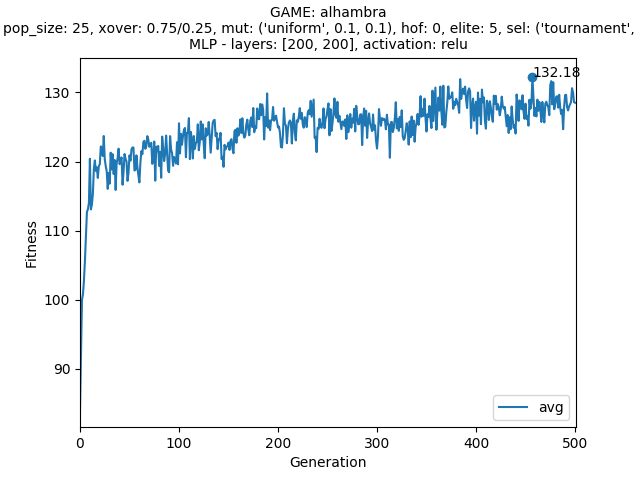 GAME: alhambra
pop_size: 25, xover: 0.75/0.25, mut: ('uniform', 0.1, 0.1), hof: 0, elite: 5, sel: ('tournament',
MLP - layers: [200, 200], activation: relu
132.18
130
120
110
100
90
Fitness
avg
0 100 200 300 400 500
Generation